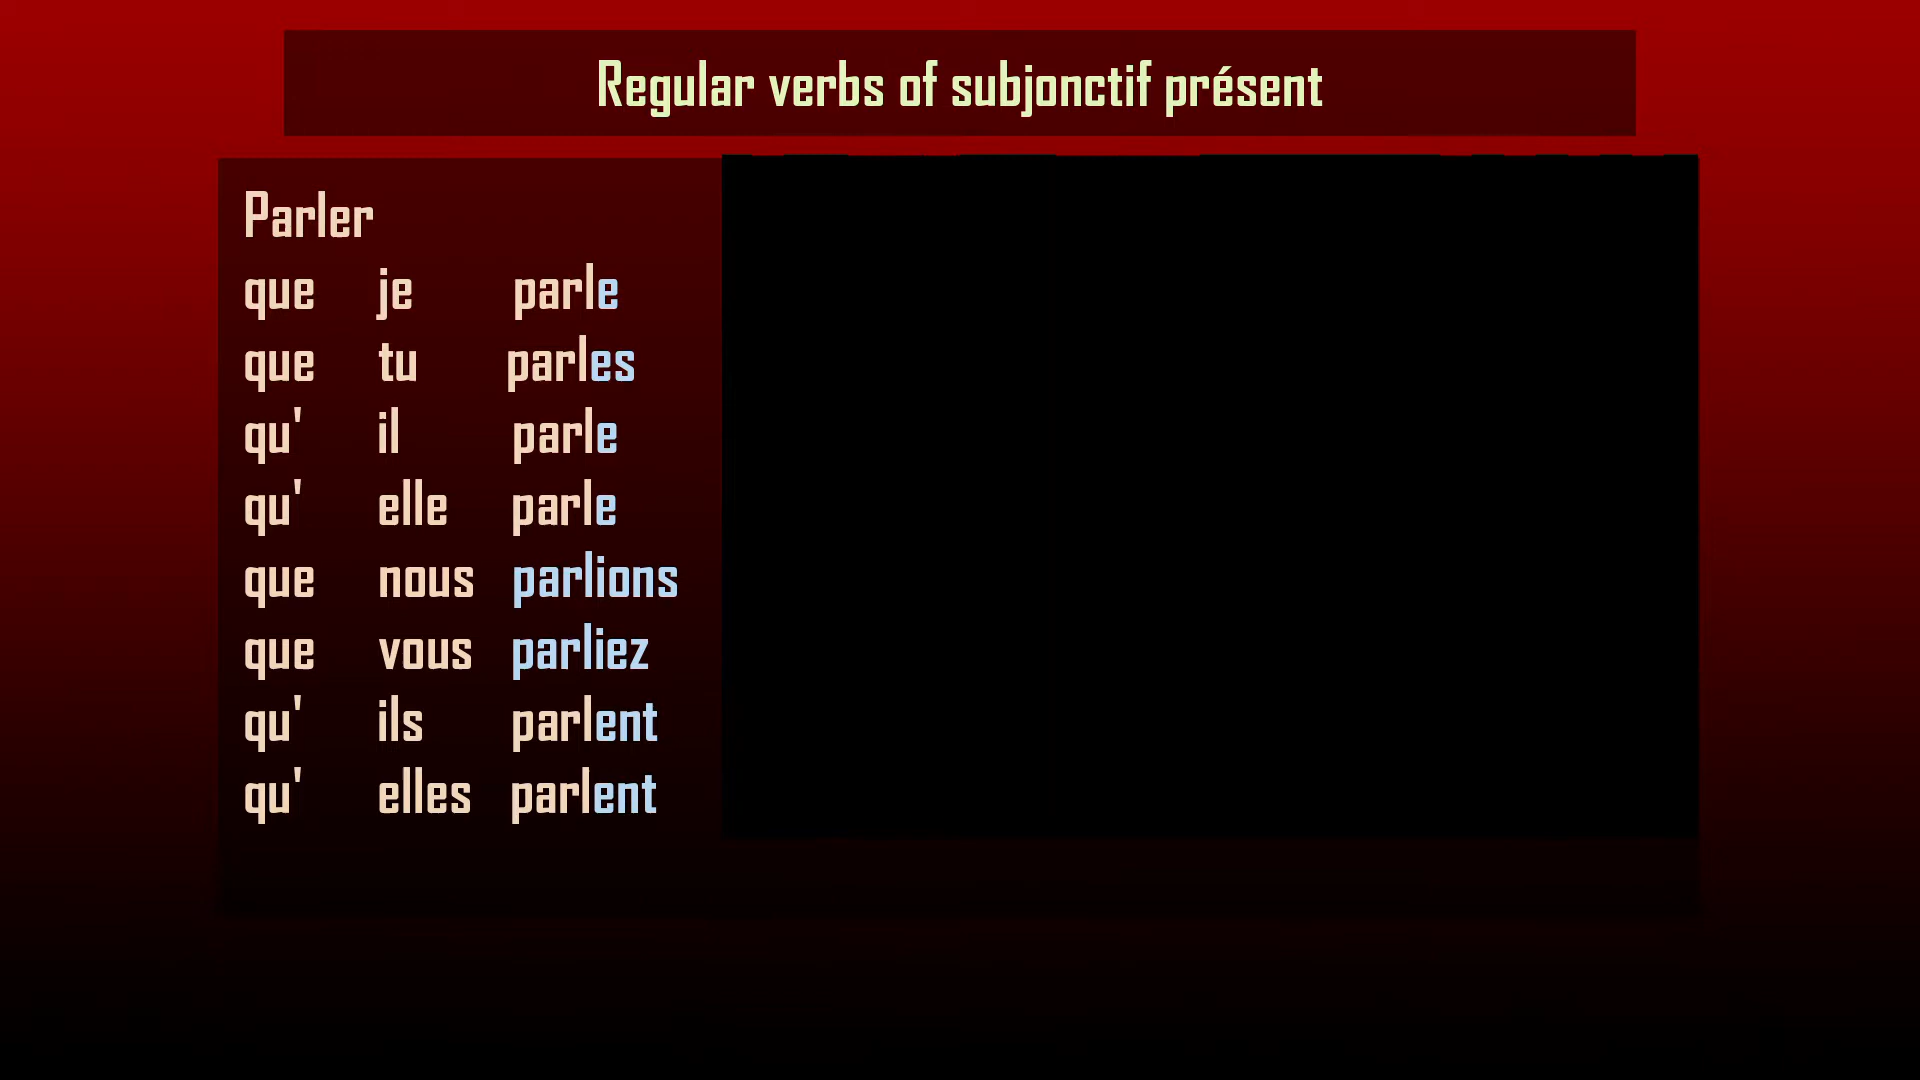 Regular verbs of subjonctif présent
Parler
que je parle
que tu parles
qu' il parle
qu' elle parle
que nous parlions
que vous parliez
qu' ils parlent
qu' elles parlent